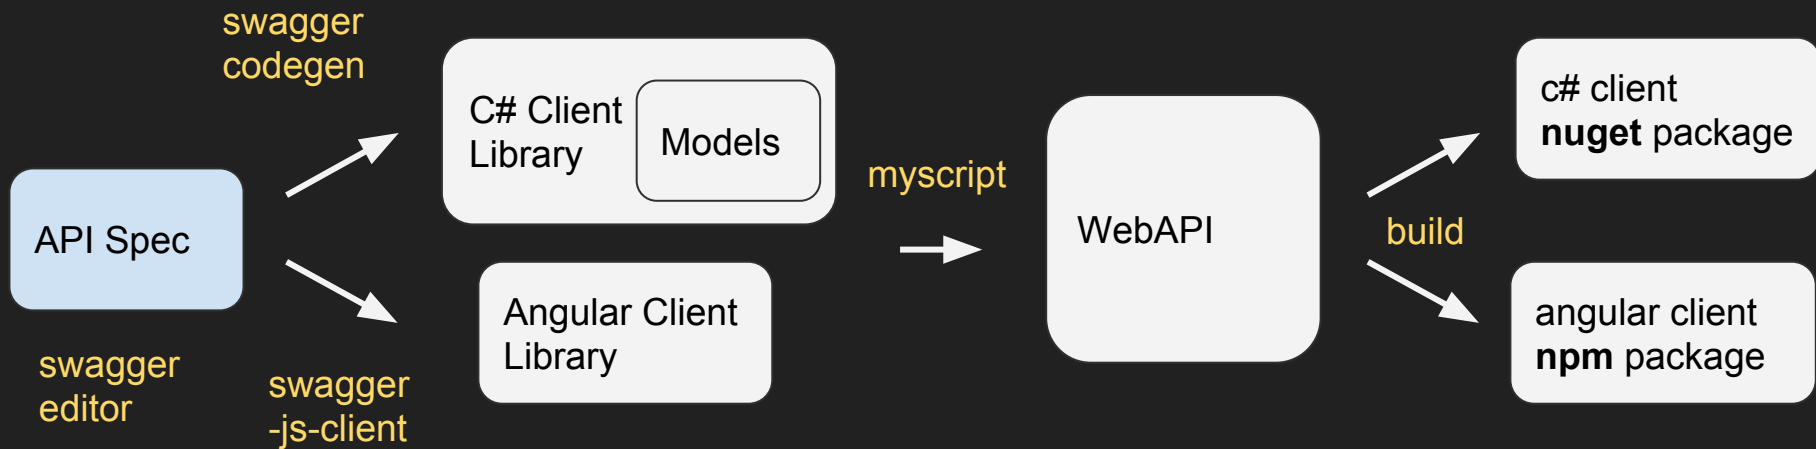 swagger
codegen
API Spec
swagger
editor
swagger
-js-client
C# Client
Library
Models
Angular Client
Library
myscript
WebAPI
build
c# client
nuget package
angular client
npm package